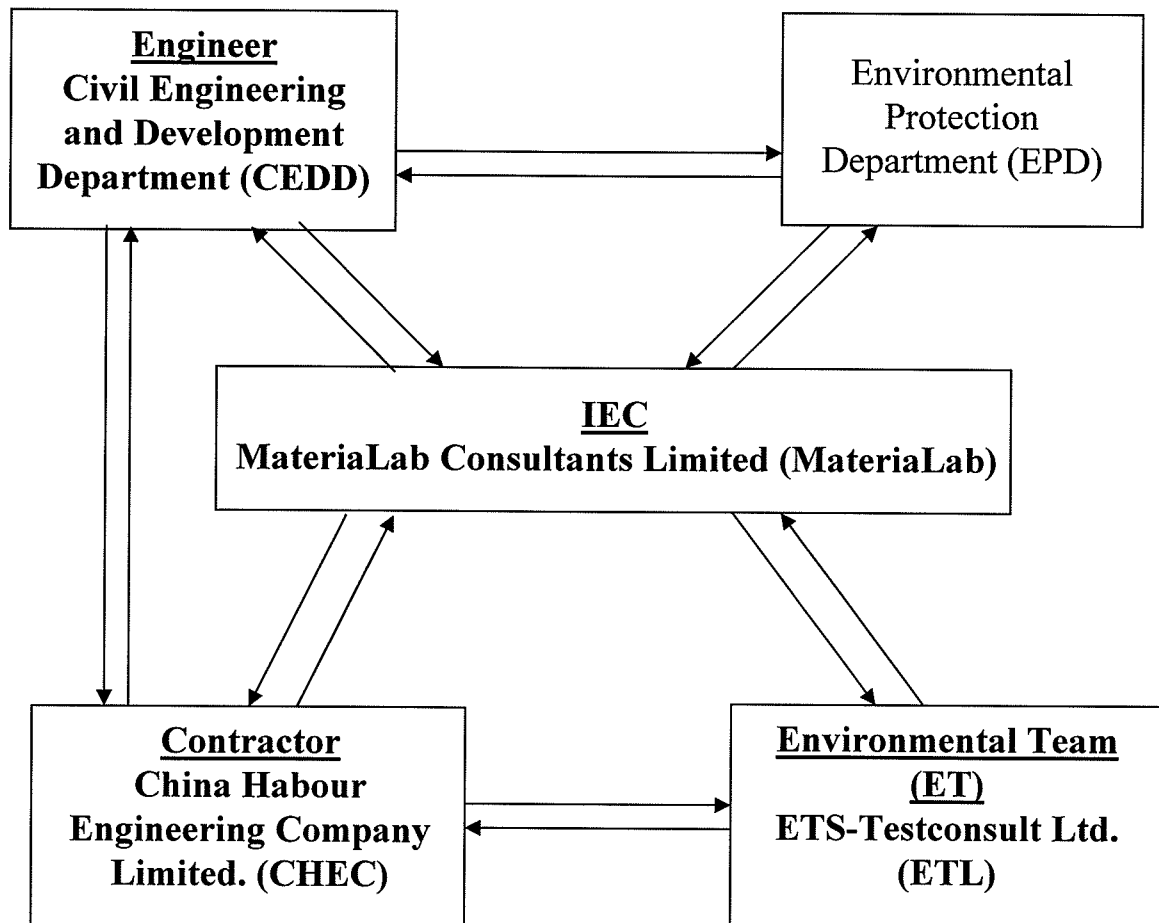 Engineer
Civil Engineering
and Development
Department (CEDD)
Environmental
Protection
Department (EPD)
IEC
MateriaLab Consultants Limited (MateriaLab)
Contractor
China Habour
Engineering Company
Limited. (CHEC)
Environmental Team
(ET)
ETS-Testconsult Ltd.
(ETL)